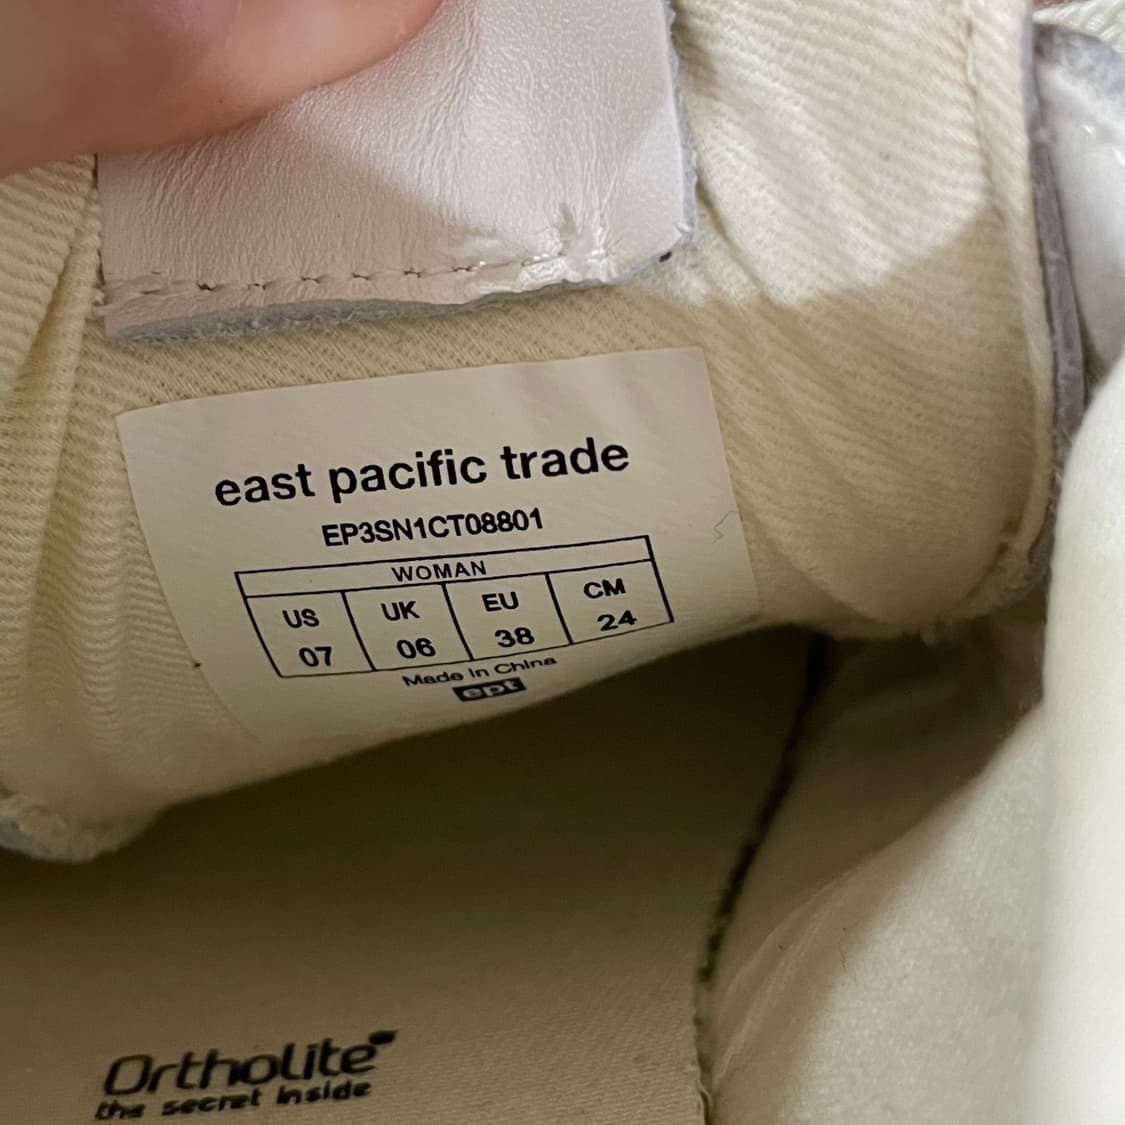 east pacific trade
EP3SN1CT08801
WOMAN
US UK EU CM
07 06 38 24
Made In China
ept
Ortholite
the secret inside